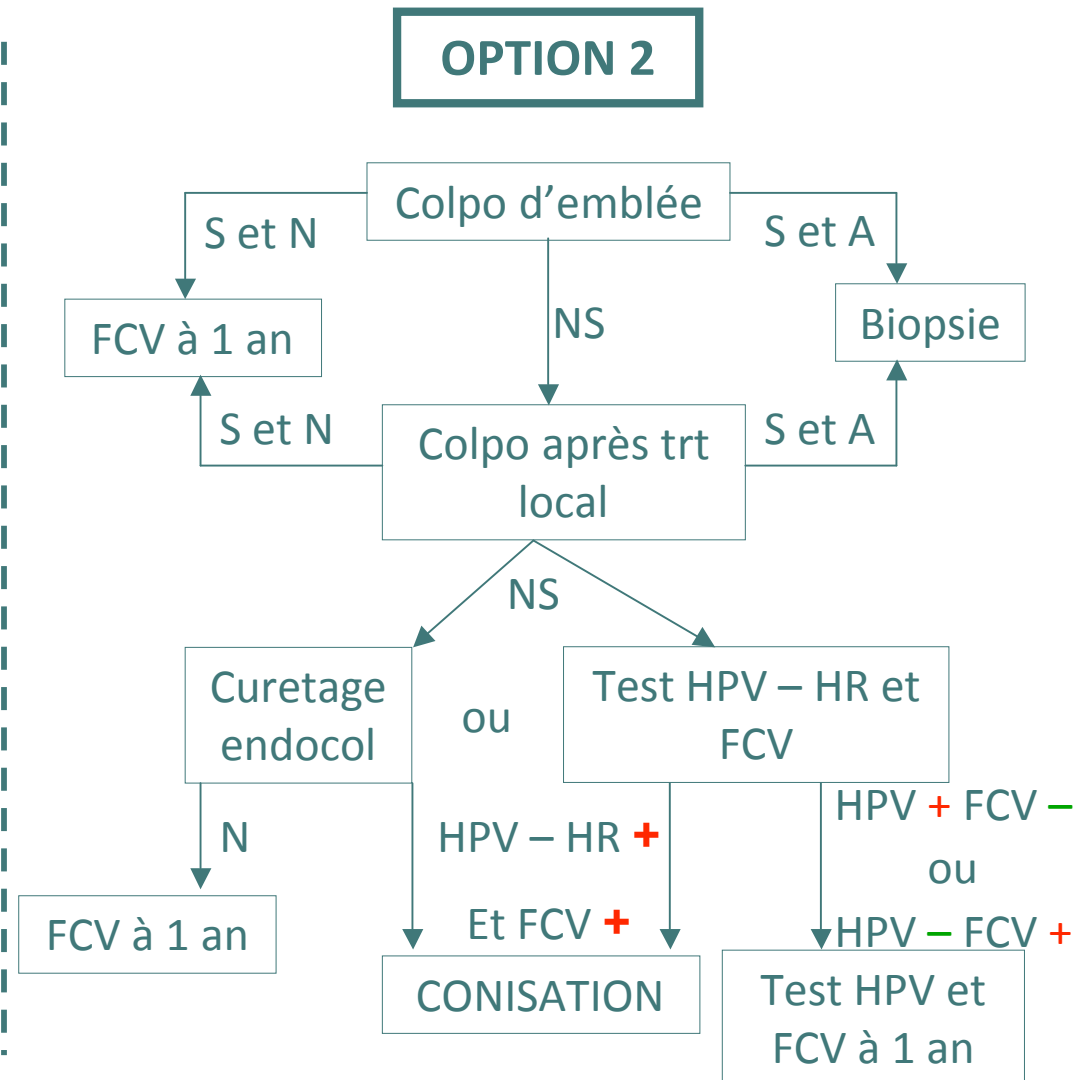 OPTION 2
Colpo d’emblée
S et N
S et A
FCV à 1 an
NS
Biopsie
S et N
S et A
Colpo après trt
local
NS
Curetage
endocol
ou
Test HPV – HR et
FCV
N
HPV – HR +
Et FCV +
HPV + FCV –
ou
HPV – FCV +
FCV à 1 an
CONISATION
Test HPV et
FCV à 1 an